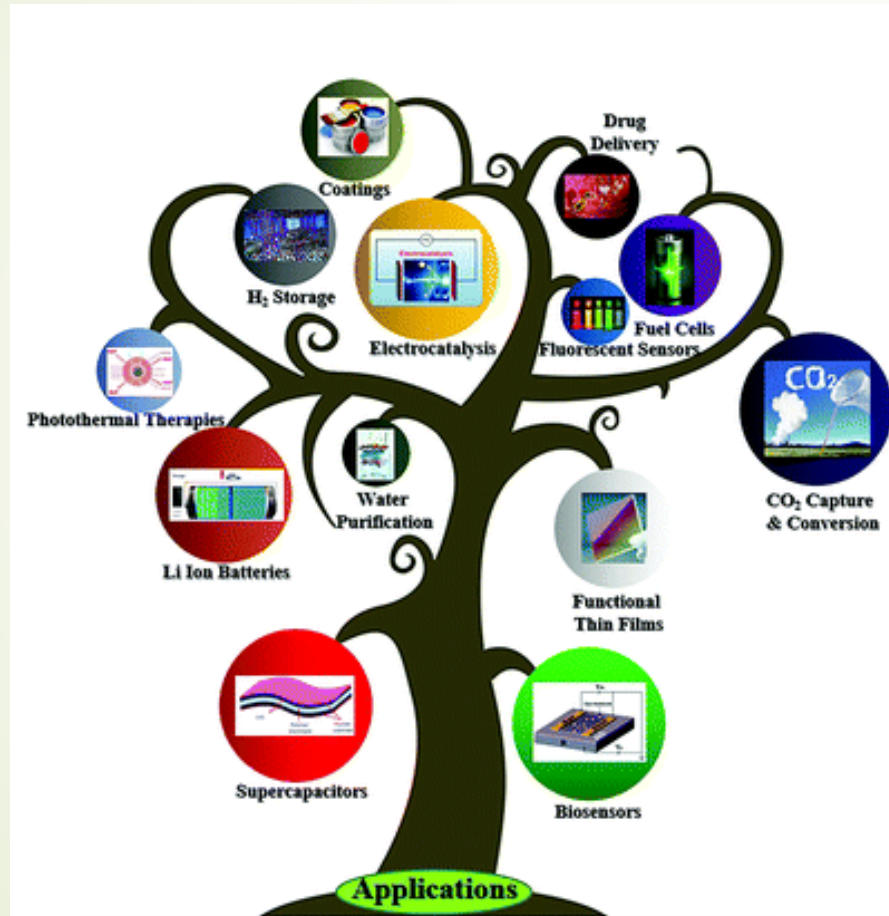 Drug
Delivery
Coatings
H₂ Storage
Electrocatalysis
Electrocatalysis
Fuel Cells
Fluorescent Sensors
CO₂
Photothermal Therapies
Water
Purification
CO₂ Capture
& Conversion
Li Ion Batteries
Functional
Thin Films
Supercapacitors
Biosensors
Applications